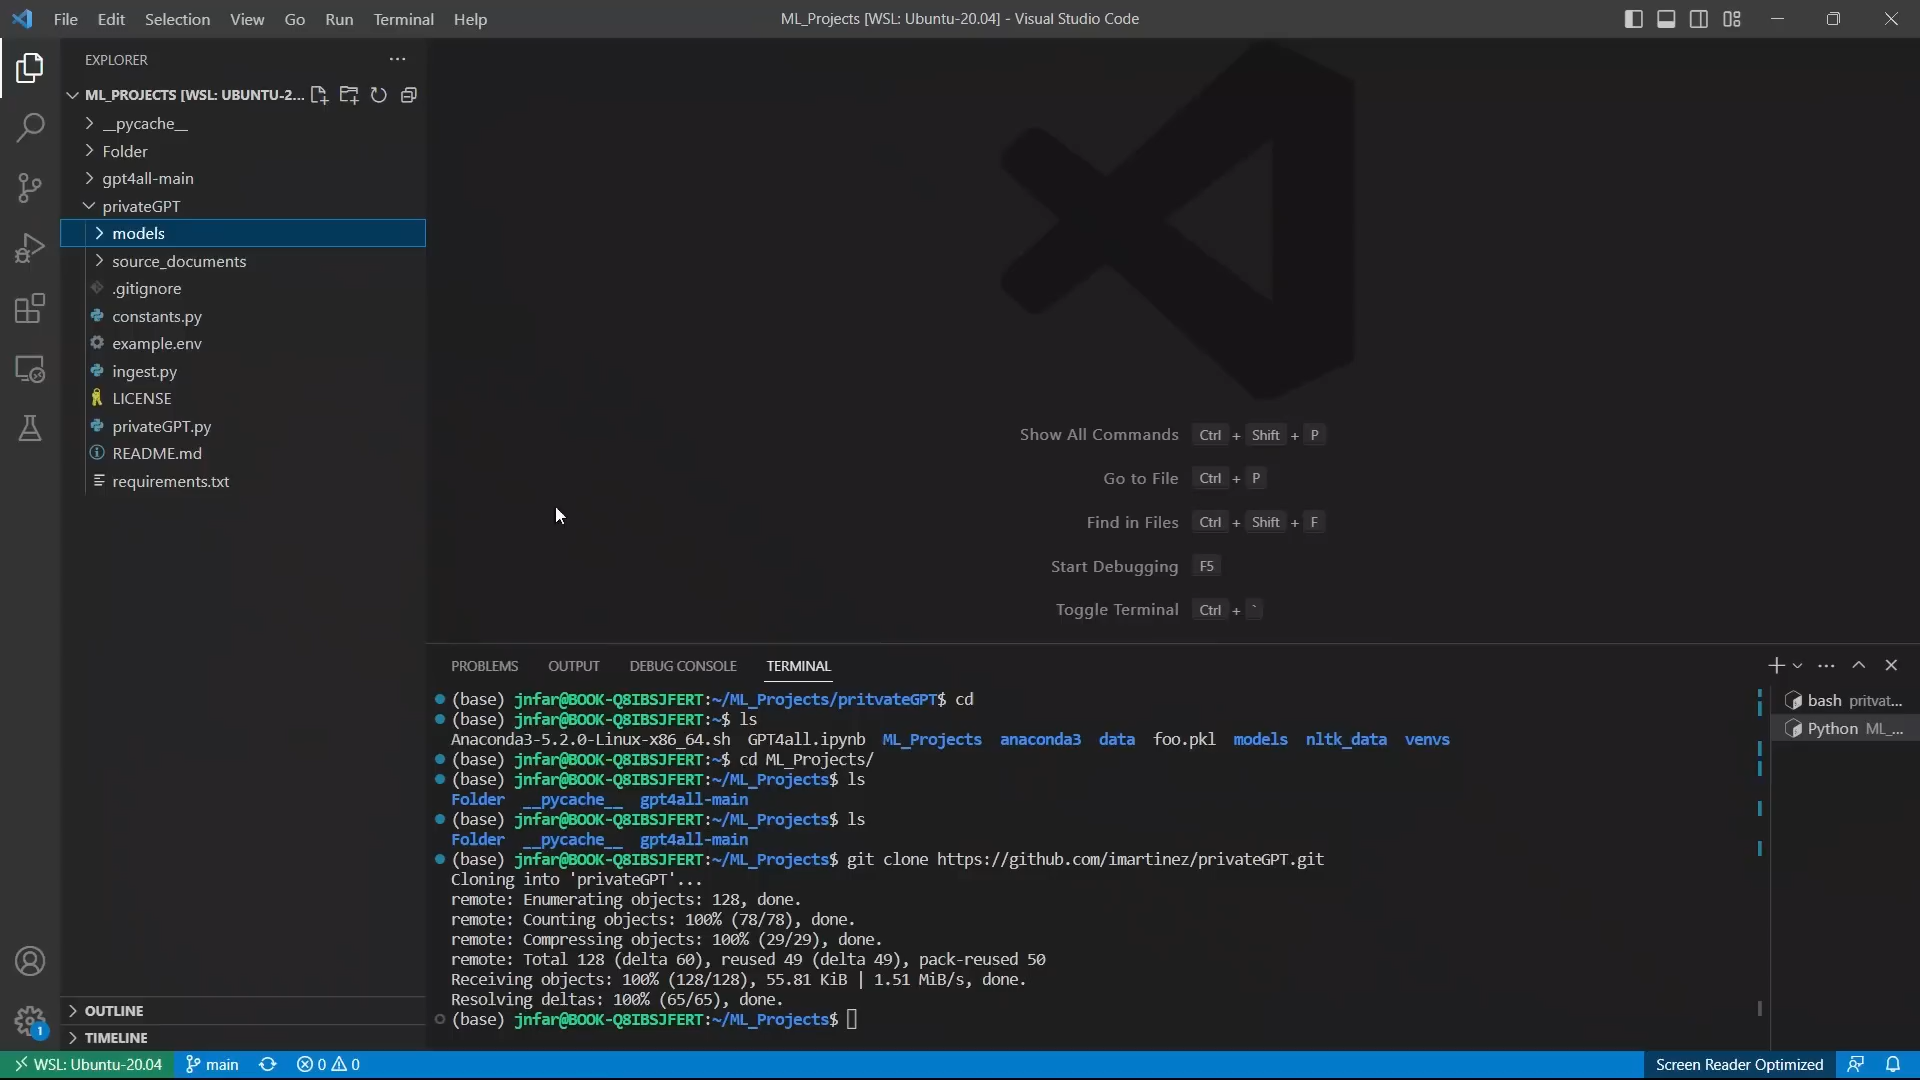 File Edit Selection View Go Run Terminal Help
ML_Projects [WSL: Ubuntu-20.04] - Visual Studio Code
EXPLORER
ML_PROJECTS [WSL: UBUNTU-2...
__pycache__
Folder
gpt4all-main
privateGPT
models
source_documents
.gitignore
constants.py
example.env
ingest.py
LICENSE
privateGPT.py
README.md
requirements.txt
OUTLINE
TIMELINE
Show All Commands Ctrl + Shift + P
Go to File Ctrl + P
Find in Files Ctrl + Shift + F
Start Debugging F5
Toggle Terminal Ctrl + `
PROBLEMS OUTPUT DEBUG CONSOLE TERMINAL
(base) jnfar@BOOK-Q8IBSJFERT:~/ML_Projects/pritvateGPT$ cd
(base) jnfar@BOOK-Q8IBSJFERT:~$ ls
Anaconda3-5.2.0-Linux-x86_64.sh GPT4all.ipynb ML_Projects anaconda3 data foo.pkl models nltk_data venvs
(base) jnfar@BOOK-Q8IBSJFERT:~$ cd ML_Projects/
(base) jnfar@BOOK-Q8IBSJFERT:~/ML_Projects$ ls
Folder __pycache__ gpt4all-main
(base) jnfar@BOOK-Q8IBSJFERT:~/ML_Projects$ ls
Folder __pycache__ gpt4all-main
(base) jnfar@BOOK-Q8IBSJFERT:~/ML_Projects$ git clone https://github.com/imartinez/privateGPT.git
Cloning into 'privateGPT'...
remote: Enumerating objects: 128, done.
remote: Counting objects: 100% (78/78), done.
remote: Compressing objects: 100% (29/29), done.
remote: Total 128 (delta 60), reused 49 (delta 49), pack-reused 50
Receiving objects: 100% (128/128), 55.81 KiB | 1.51 MiB/s, done.
Resolving deltas: 100% (65/65), done.
(base) jnfar@BOOK-Q8IBSJFERT:~/ML_Projects$
bash pritvat...
Python ML_...
1
WSL: Ubuntu-20.04 main 0 0
Screen Reader Optimized